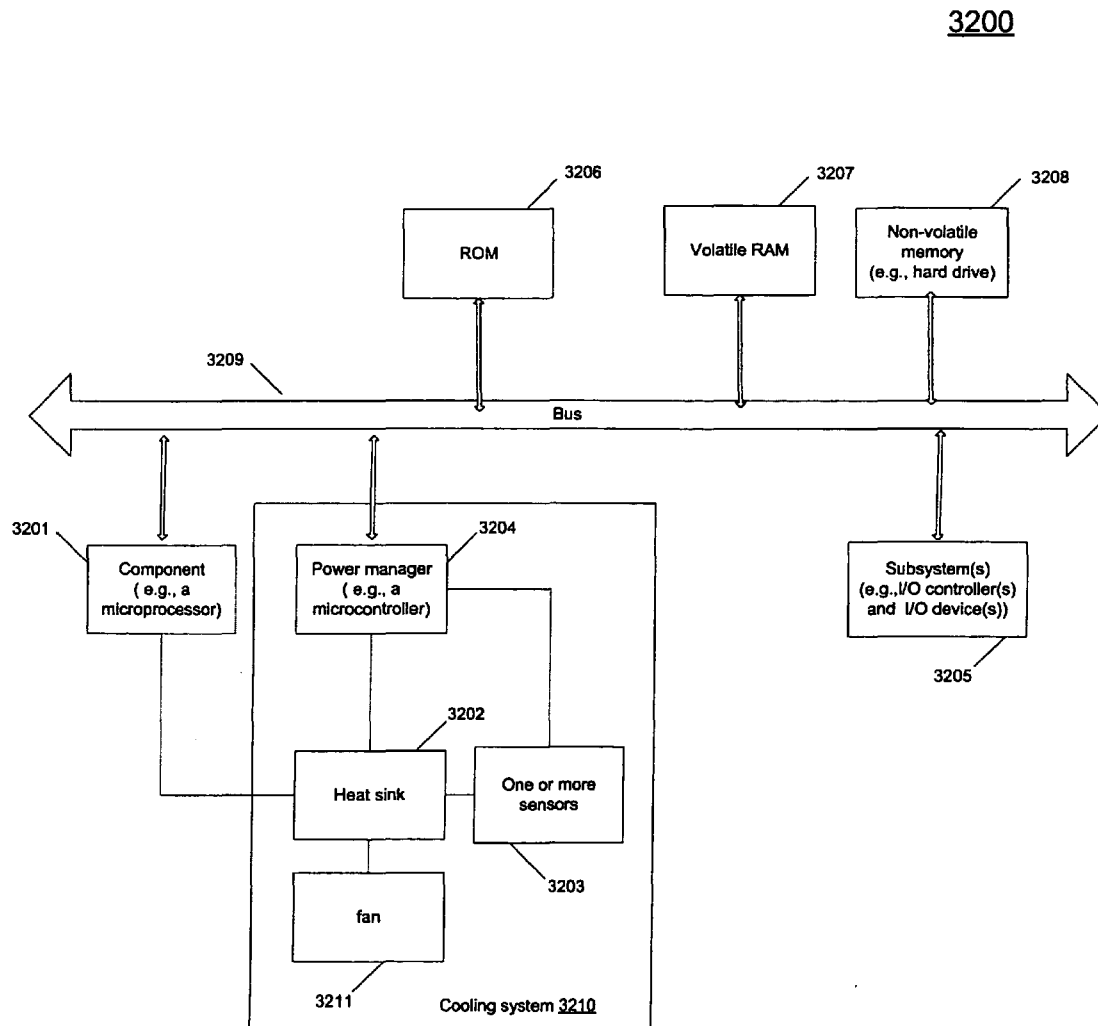 3200
3206
3207
3208
ROM
Volatile RAM
Non-volatile
memory
(e.g., hard drive)
3209
Bus
3201
3204
Component
( e.g., a
microprocessor)
Power manager
( e.g., a
microcontroller)
Subsystem(s)
(e.g.,I/O controller(s)
and I/O device(s))
3205
3202
Heat sink
One or more
sensors
3203
fan
3211
Cooling system 3210